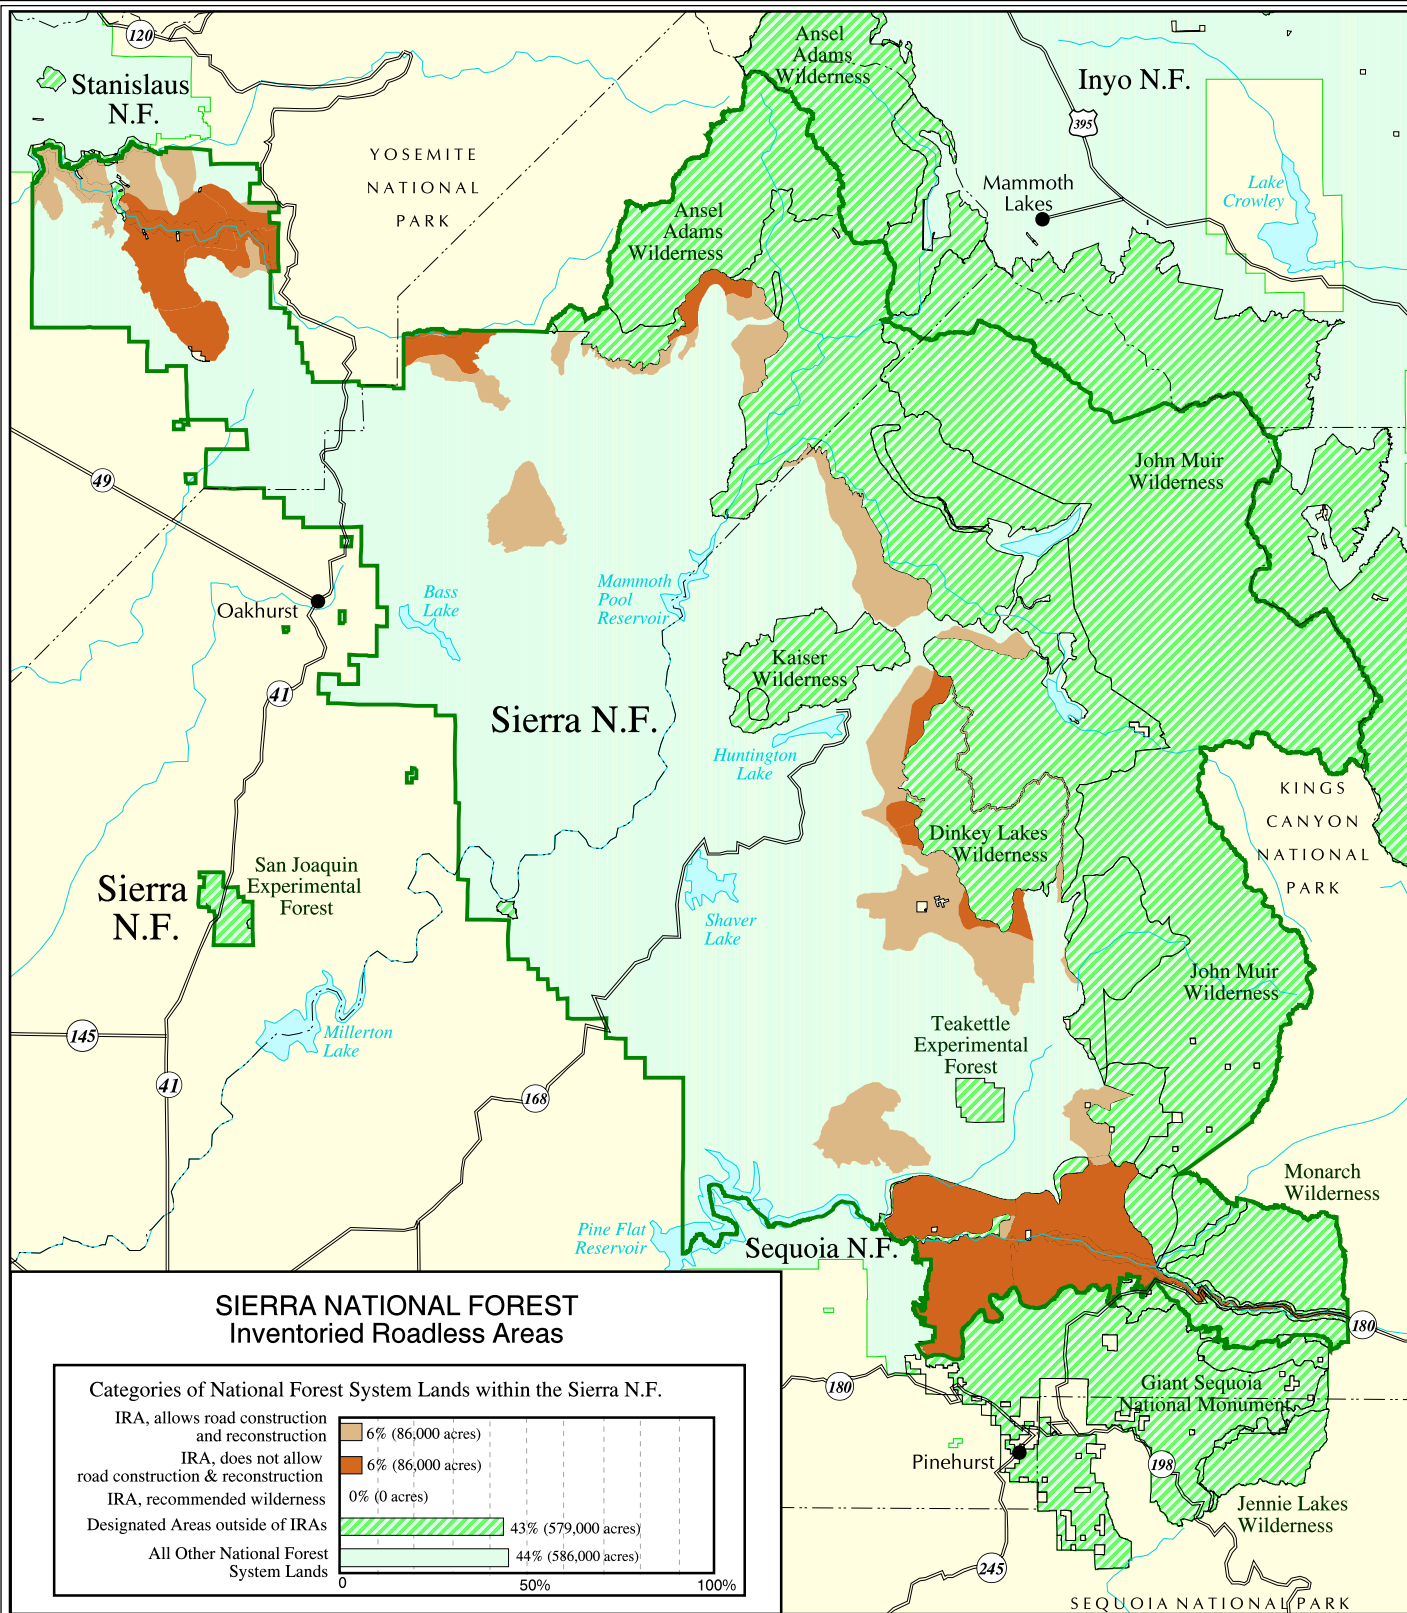 120
Stanislaus
N.F.
YOSEMITE
NATIONAL
PARK
Ansel
Adams
Wilderness
Inyo N.F.
395
Mammoth
Lakes
Lake
Crowley
Ansel
Adams
Wilderness
John Muir
Wilderness
49
Oakhurst
Bass
Lake
Mammoth
Pool
Reservoir
41
Kaiser
Wilderness
Sierra N.F.
Huntington
Lake
KINGS
CANYON
NATIONAL
PARK
Dinkey Lakes
Wilderness
San Joaquin
Experimental
Forest
Sierra
N.F.
Shaver
Lake
John Muir
Wilderness
145
Millerton
Lake
Teakettle
Experimental
Forest
41
168
Monarch
Wilderness
Pine Flat
Reservoir
Sequoia N.F.
180
180
Giant Sequoia
National Monument
Pinehurst
198
Jennie Lakes
Wilderness
245
SEQUOIA NATIONAL PARK
SIERRA NATIONAL FOREST
Inventoried Roadless Areas
Categories of National Forest System Lands within the Sierra N.F.
IRA, allows road construction
and reconstruction
6% (86,000 acres)
IRA, does not allow
road construction & reconstruction
6% (86,000 acres)
IRA, recommended wilderness
0% (0 acres)
Designated Areas outside of IRAs
43% (579,000 acres)
All Other National Forest
System Lands
44% (586,000 acres)
0 50% 100%